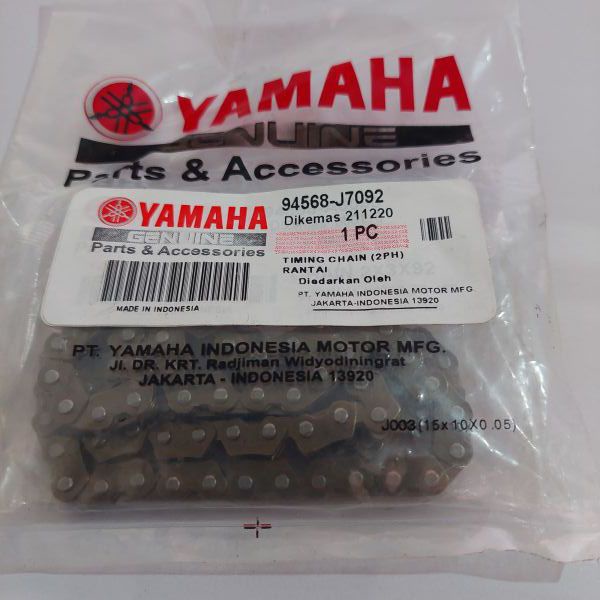 YAMAHA
GENUINE
Parts & Accessories
YAMAHA
GENUINE
Parts & Accessories
MADE IN INDONESIA
94568-J7092
Dikemas 211220
1 PC
TIMING CHAIN (2PH)
RANTAI
Diedarkan Oleh
PT. YAMAHA INDONESIA MOTOR MFG.
JAKARTA-INDONESIA 13920
PT. YAMAHA INDONESIA MOTOR MFG.
Jl. DR. KRT. Radjiman Widyodiningrat
JAKARTA - INDONESIA 13920
J003 (15x10X0.05)